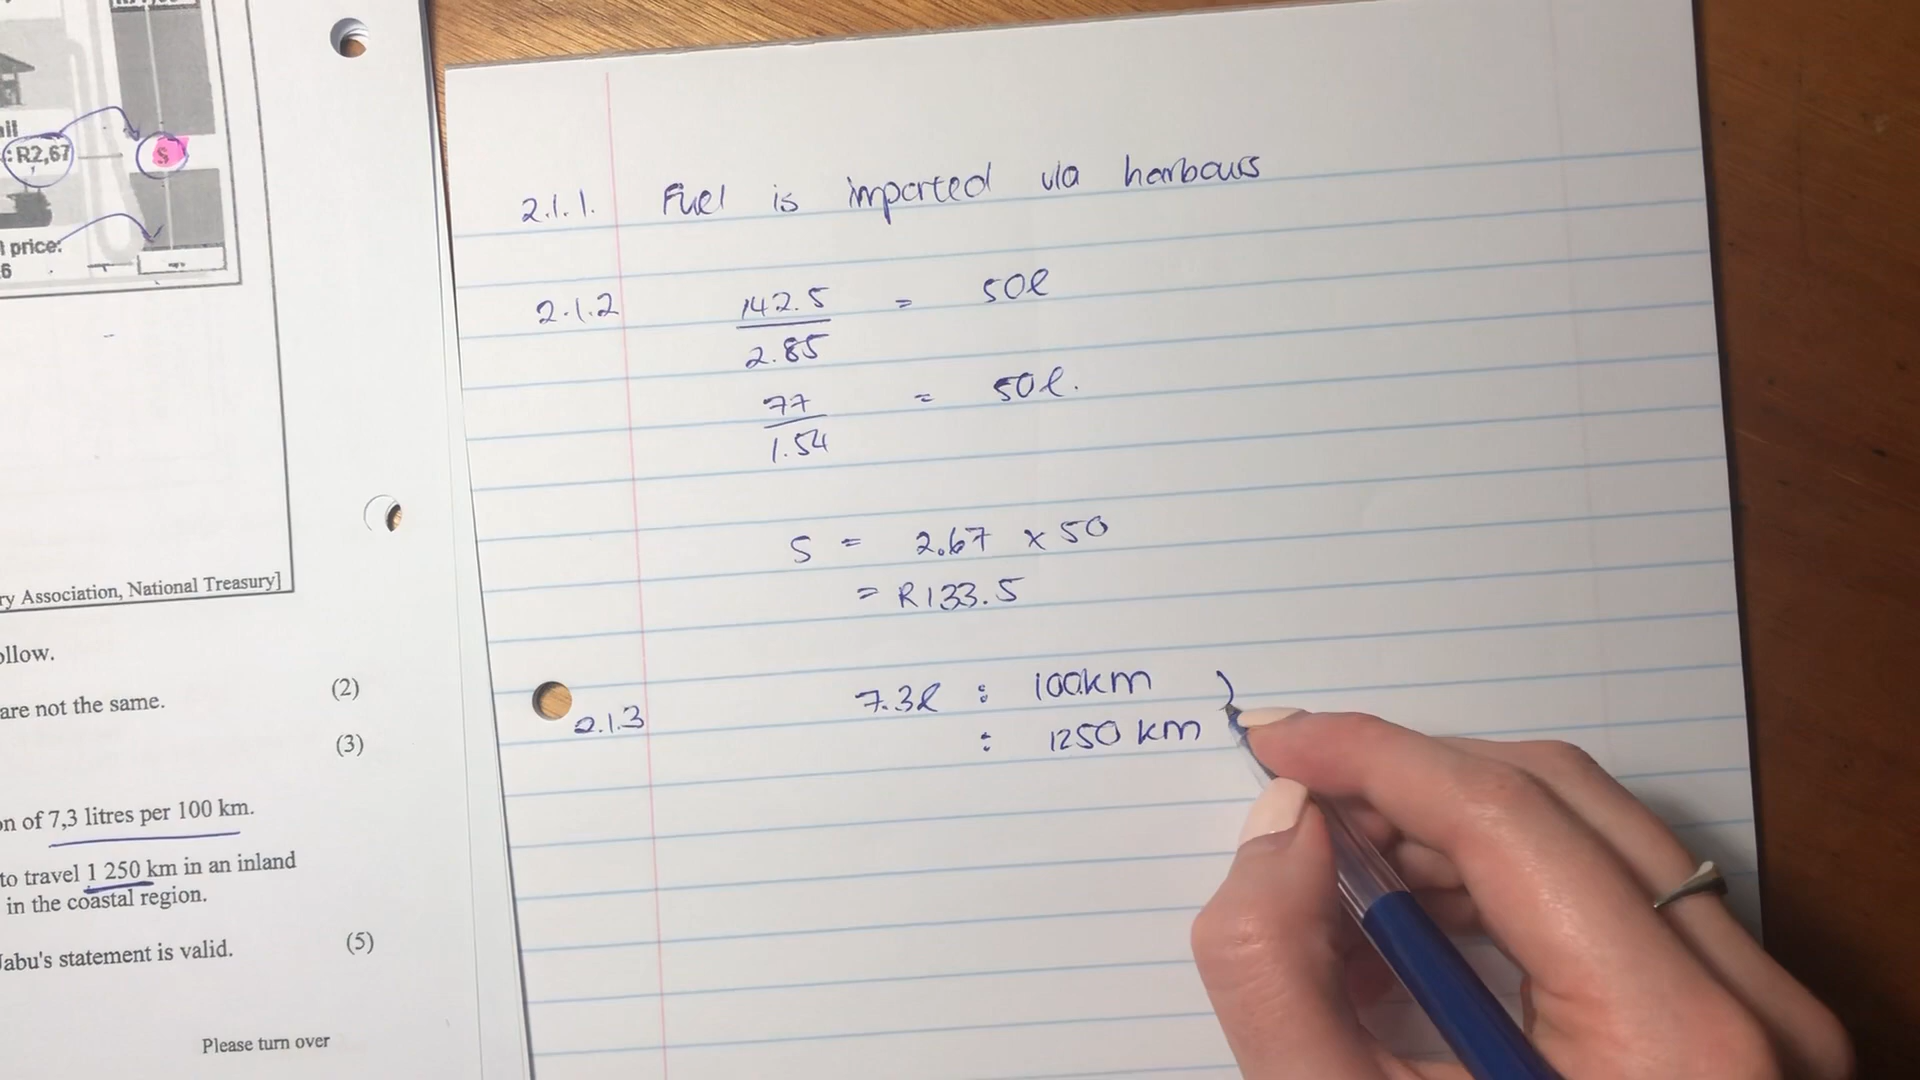 :R2,67
S
price:
6
Association, National Treasury]
are not the same.
(2)
(3)
of 7,3 litres per 100 km.
to travel 1 250 km in an inland
in the coastal region.
Jabu's statement is valid.
(5)
Please turn over
2.1.1. Fuel is imported via harbours
2.1.2 142.5 = 50l
2.85
77 = 50l.
1.54
S = 2.67 x 50
= R133.5
2.1.3 7.3l : 100km
: 1250 km